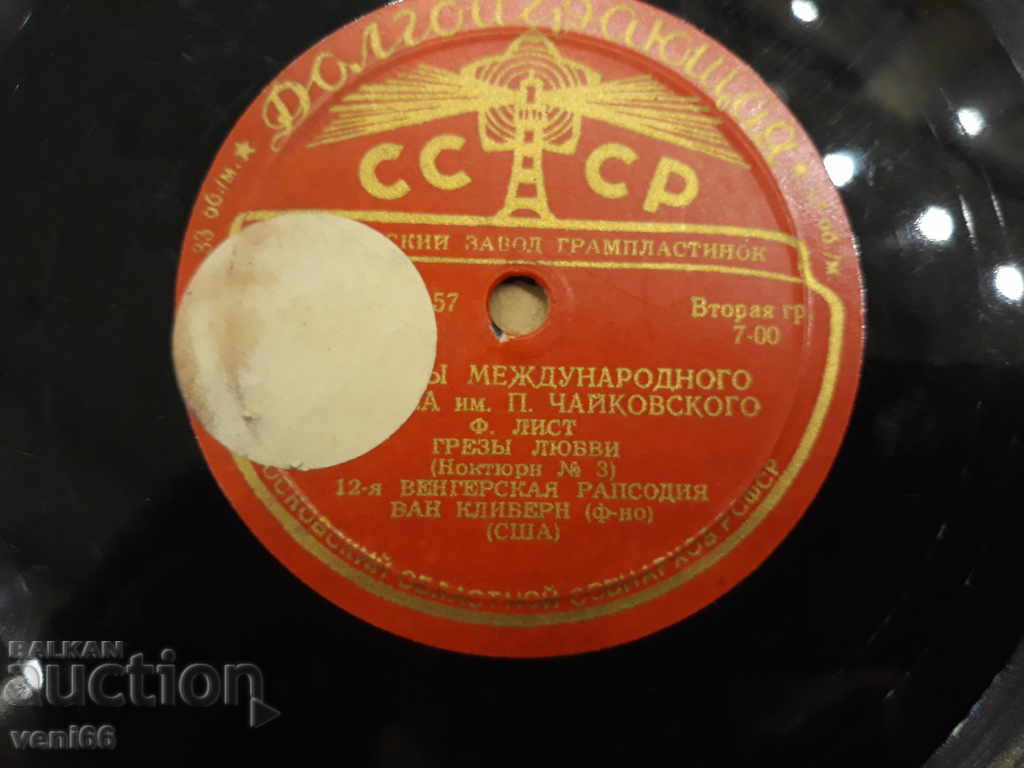 Долгоиграющая
33 об./м.
СССР
СКИЙ ЗАВОД ГРАМПЛАСТИНОК
57
Вторая гр.
7-00
Ы МЕЖДУНАРОДНОГО
А им. П. ЧАЙКОВСКОГО
Ф. ЛИСТ
ГРЕЗЫ ЛЮБВИ
(Ноктюрн № 3)
12-я ВЕНГЕРСКАЯ РАПСОДИЯ
ВАН КЛИБЕРН (ф-но)
(США)
ОСКОВСКИЙ ОБЛАСТНОЙ СОВНАРХОЗ РСФСР
BALKAN
auction
veni66